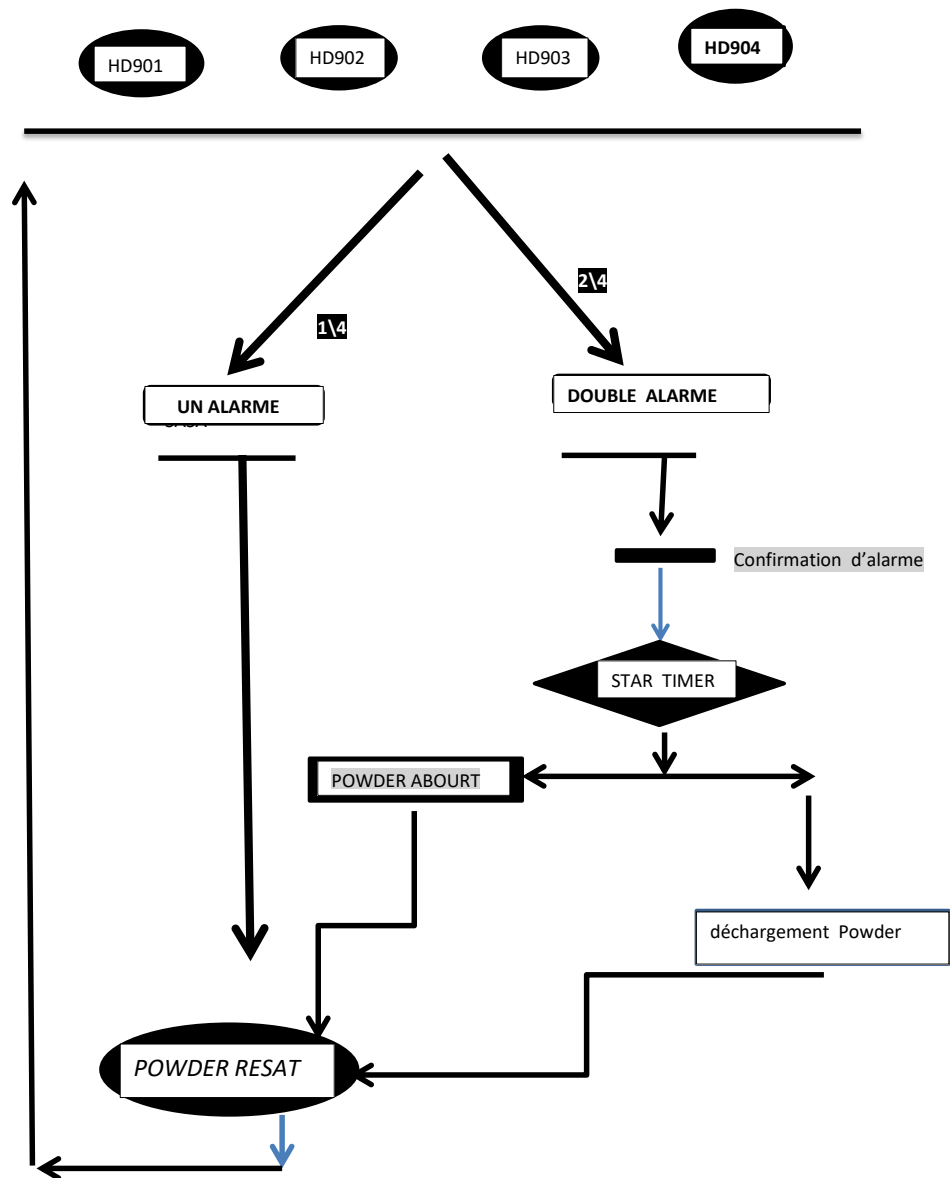 HD901
HD902
HD903
HD904
2\4
1\4
UN ALARME
DOUBLE ALARME
Confirmation d’alarme
STAR TIMER
POWDER ABOURT
déchargement Powder
POWDER RESAT